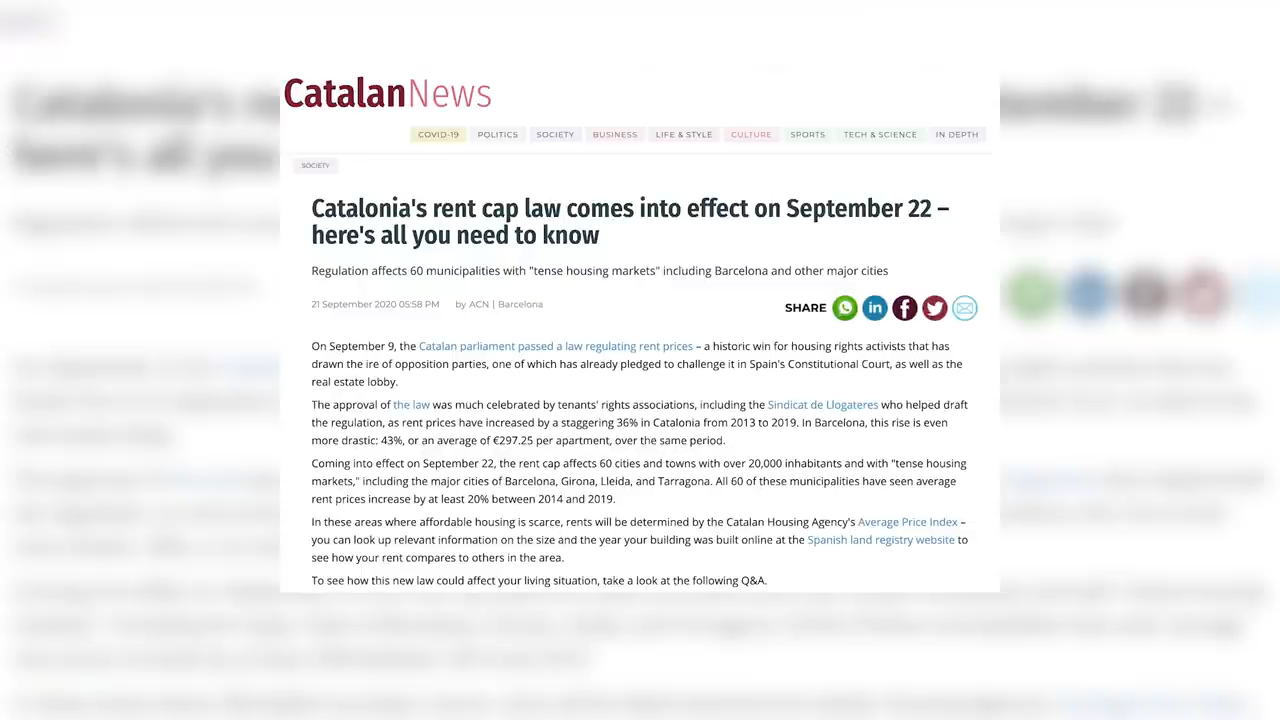 CatalanNews
COVID-19 POLITICS SOCIETY BUSINESS LIFE & STYLE CULTURE SPORTS TECH & SCIENCE IN DEPTH
SOCIETY
Catalonia's rent cap law comes into effect on September 22 –
here's all you need to know
Regulation affects 60 municipalities with "tense housing markets" including Barcelona and other major cities
21 September 2020 05:58 PM by ACN | Barcelona
SHARE
On September 9, the Catalan parliament passed a law regulating rent prices – a historic win for housing rights activists that has
drawn the ire of opposition parties, one of which has already pledged to challenge it in Spain's Constitutional Court, as well as the
real estate lobby.
The approval of the law was much celebrated by tenants' rights associations, including the Sindicat de Llogateres who helped draft
the regulation, as rent prices have increased by a staggering 36% in Catalonia from 2013 to 2019. In Barcelona, this rise is even
more drastic: 43%, or an average of €297.25 per apartment, over the same period.
Coming into effect on September 22, the rent cap affects 60 cities and towns with over 20,000 inhabitants and with "tense housing
markets," including the major cities of Barcelona, Girona, Lleida, and Tarragona. All 60 of these municipalities have seen average
rent prices increase by at least 20% between 2014 and 2019.
In these areas where affordable housing is scarce, rents will be determined by the Catalan Housing Agency's Average Price Index –
you can look up relevant information on the size and the year your building was built online at the Spanish land registry website to
see how your rent compares to others in the area.
To see how this new law could affect your living situation, take a look at the following Q&A.